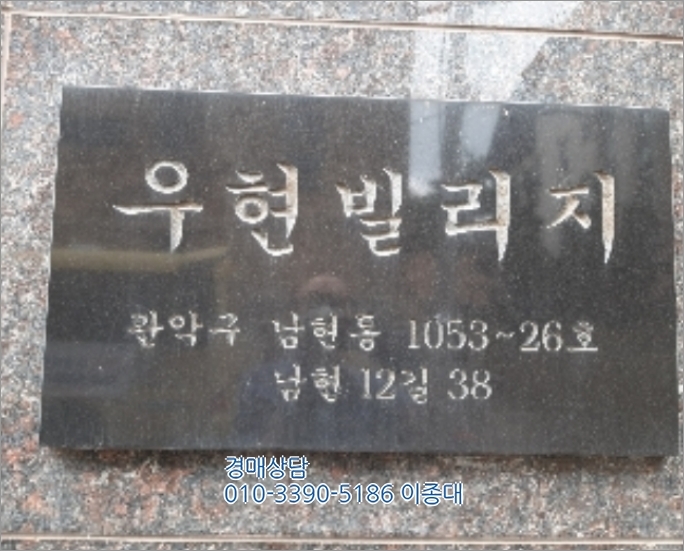 우현빌리지
관악구 남현동 1053~26호
남현 12길 38
경매상담
010-3390-5186 이종대